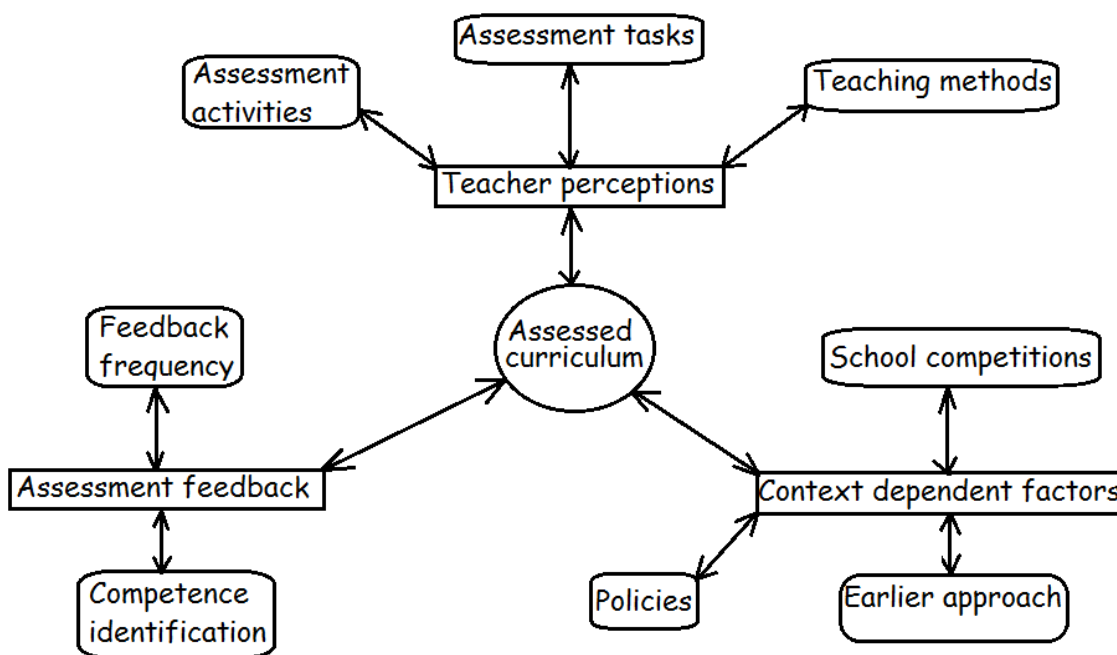 Assessment tasks
Assessment
activities
Teaching methods
Teacher perceptions
Assessed
curriculum
Feedback
frequency
School competitions
Assessment feedback
Context dependent factors
Competence
identification
Policies
Earlier approach